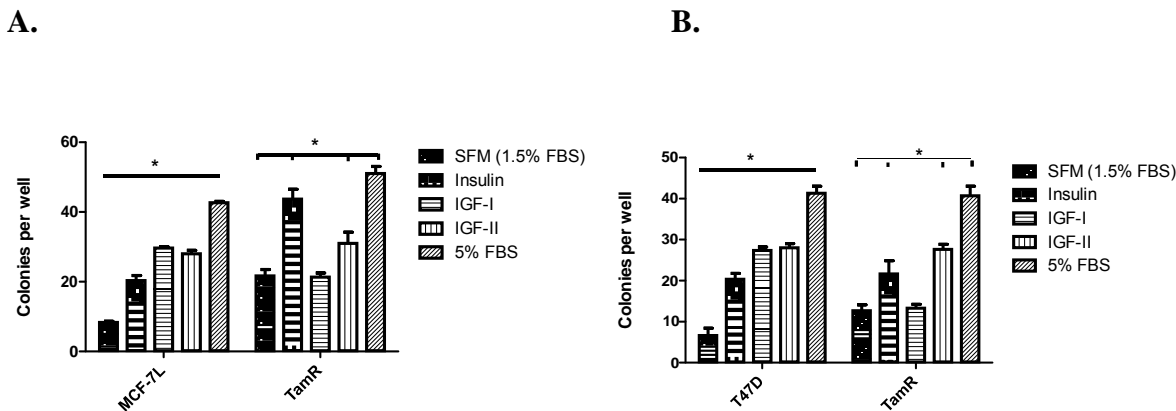 A.
B.
Colonies per well
60
40
20
0
*
*
MCF-7L
TamR
SFM (1.5% FBS)
Insulin
IGF-I
IGF-II
5% FBS
Colonies per well
50
40
30
20
10
0
*
*
T47D
TamR
SFM (1.5% FBS)
Insulin
IGF-I
IGF-II
5% FBS